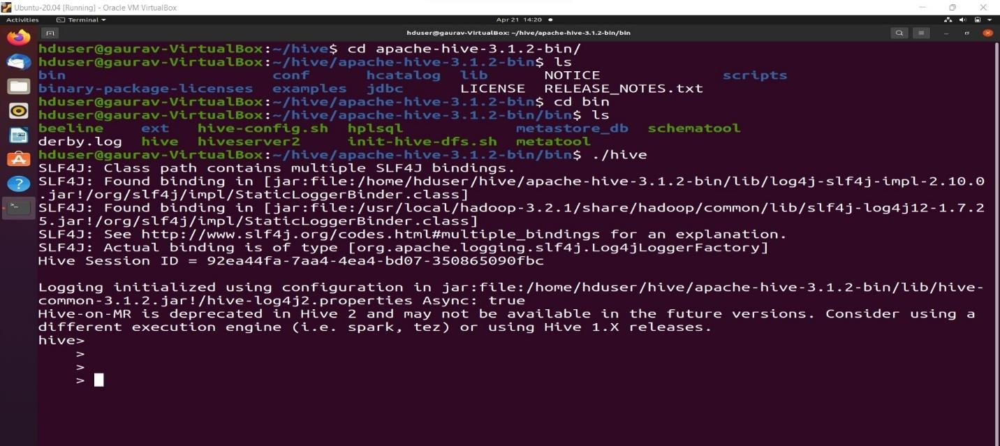 Ubuntu-20.04 [Running] - Oracle VM VirtualBox
Activities Terminal Apr 21 14:20
hduser@gaurav-VirtualBox: ~/hive/apache-hive-3.1.2-bin/bin
hduser@gaurav-VirtualBox:~/hive$ cd apache-hive-3.1.2-bin/
hduser@gaurav-VirtualBox:~/hive/apache-hive-3.1.2-bin$ ls
bin conf hcatalog lib NOTICE scripts
binary-package-licenses examples jdbc LICENSE RELEASE_NOTES.txt
hduser@gaurav-VirtualBox:~/hive/apache-hive-3.1.2-bin$ cd bin
hduser@gaurav-VirtualBox:~/hive/apache-hive-3.1.2-bin/bin$ ls
beeline ext hive-config.sh hplsql metastore_db schematool
derby.log hive hiveserver2 init-hive-dfs.sh metatool
hduser@gaurav-VirtualBox:~/hive/apache-hive-3.1.2-bin/bin$ ./hive
SLF4J: Class path contains multiple SLF4J bindings.
SLF4J: Found binding in [jar:file:/home/hduser/hive/apache-hive-3.1.2-bin/lib/log4j-slf4j-impl-2.10.0
.jar!/org/slf4j/impl/StaticLoggerBinder.class]
SLF4J: Found binding in [jar:file:/usr/local/hadoop-3.2.1/share/hadoop/common/lib/slf4j-log4j12-1.7.2
5.jar!/org/slf4j/impl/StaticLoggerBinder.class]
SLF4J: See http://www.slf4j.org/codes.html#multiple_bindings for an explanation.
SLF4J: Actual binding is of type [org.apache.logging.slf4j.Log4jLoggerFactory]
Hive Session ID = 92ea44fa-7aa4-4ea4-bd07-350865090fbc
Logging initialized using configuration in jar:file:/home/hduser/hive/apache-hive-3.1.2-bin/lib/hive-
common-3.1.2.jar!/hive-log4j2.properties Async: true
Hive-on-MR is deprecated in Hive 2 and may not be available in the future versions. Consider using a
different execution engine (i.e. spark, tez) or using Hive 1.X releases.
hive>
>
>
>